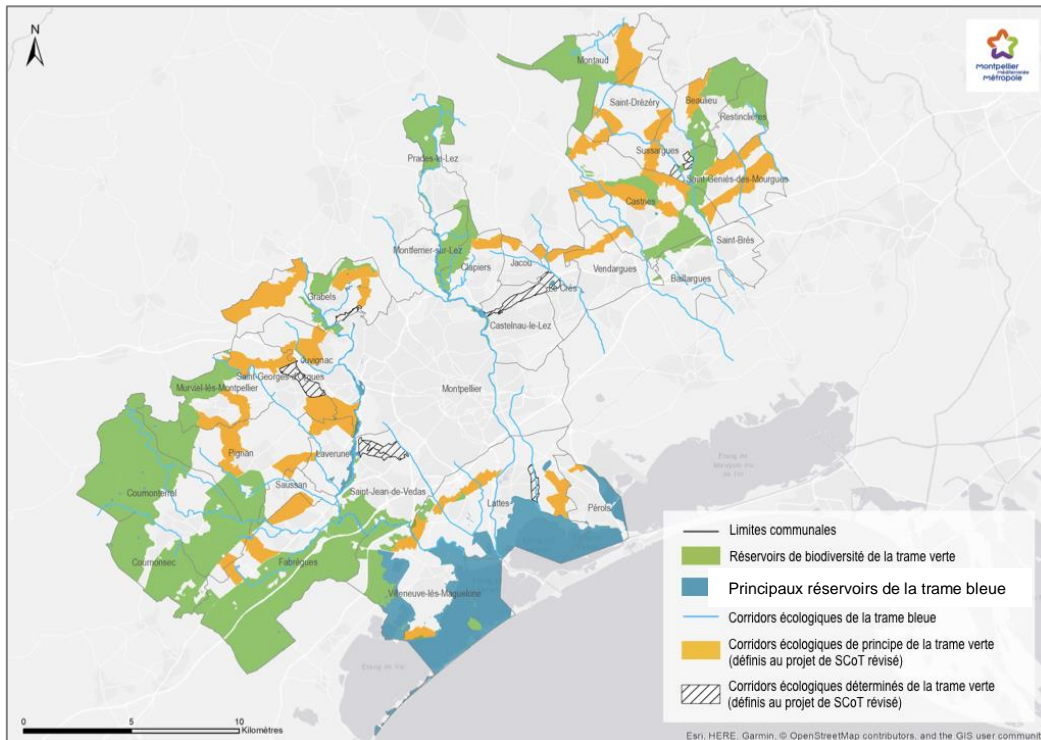 N
montpellier
méditerranée
métropole
Montaud
Saint-Drézéry
Beaulieu
Restinclières
Sussargues
Prades-le-Lez
Saint-Geniès-des-Mourgues
Castries
Montferrier-sur-Lez
Clapiers
Jacou
Vendargues
Saint-Brès
Baillargues
Le Crès
Grabels
Castelnau-le-Lez
Juvignac
Saint-Georges-d'Orques
Murviel-lès-Montpellier
Montpellier
Pignan
Lavérune
Saussan
Saint-Jean-de-Védas
Cournonterral
Lattes
Pérols
Cournonsec
Fabrègues
Villeneuve-lès-Maguelone
Etang de Vic
Limites communales
Réservoirs de biodiversité de la trame verte
Principaux réservoirs de la trame bleue
Corridors écologiques de la trame bleue
Corridors écologiques de principe de la trame verte
(définis au projet de SCoT révisé)
Corridors écologiques déterminés de la trame verte
(définis au projet de SCoT révisé)
0 5 10
Kilomètres
Esri, HERE, Garmin, © OpenStreetMap contributors, and the GIS user communit